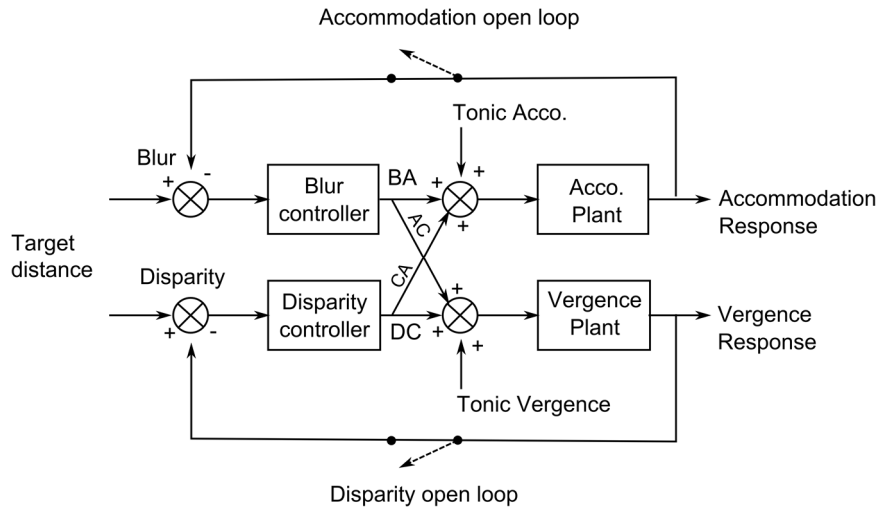 Accommodation open loop
Tonic Acco.
Blur
+
-
Blur
controller
BA
+
+
+
AC
CA
Acco.
Plant
Accommodation
Response
Target
distance
Disparity
+
-
Disparity
controller
DC
+
+
+
Vergence
Plant
Vergence
Response
Tonic Vergence
Disparity open loop